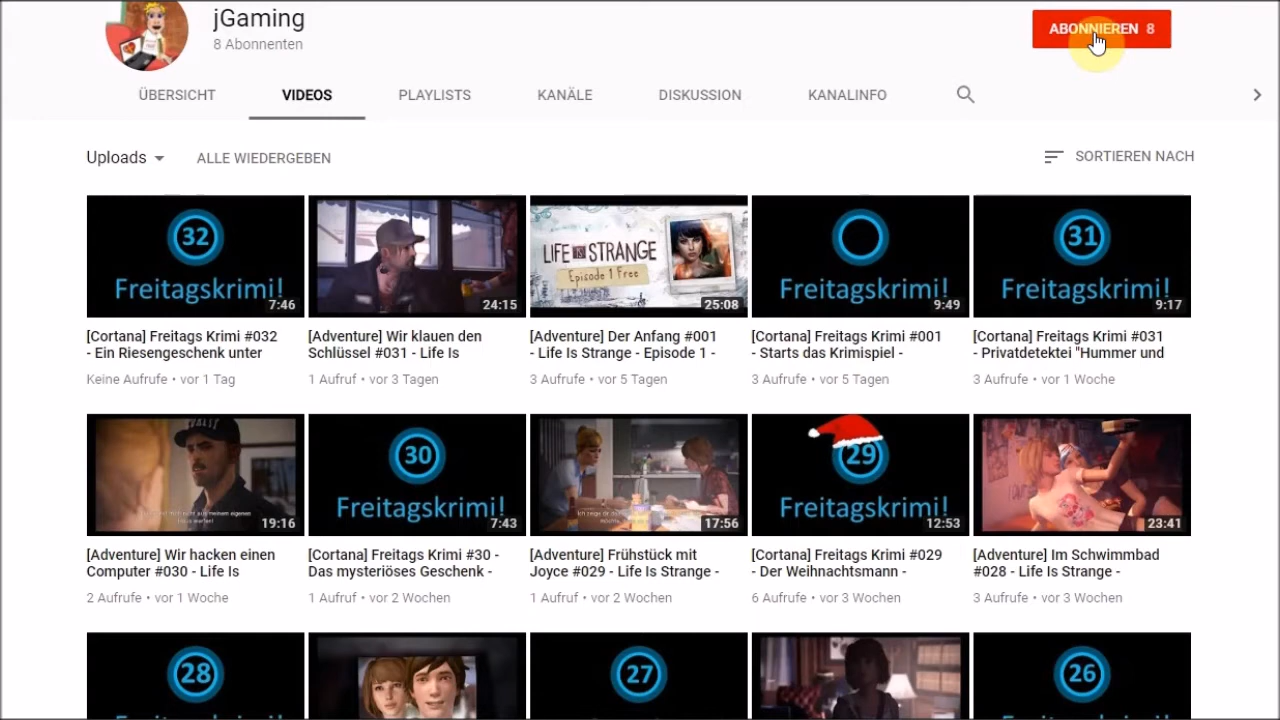 jGaming
8 Abonnenten
ABONNIEREN 8
ÜBERSICHT VIDEOS PLAYLISTS KANÄLE DISKUSSION KANALINFO
Uploads ALLE WIEDERGEBEN SORTIEREN NACH
32
Freitagskrimi!
7:46
24:15
LIFE IS STRANGE
Episode 1 Free
25:08
Freitagskrimi!
9:49
31
Freitagskrimi!
9:17
[Cortana] Freitags Krimi #032
- Ein Riesengeschenk unter
Keine Aufrufe • vor 1 Tag
[Adventure] Wir klauen den
Schlüssel #031 - Life Is
1 Aufruf • vor 3 Tagen
[Adventure] Der Anfang #001
- Life Is Strange - Episode 1 -
3 Aufrufe • vor 5 Tagen
[Cortana] Freitags Krimi #001
- Starts das Krimispiel -
3 Aufrufe • vor 5 Tagen
[Cortana] Freitags Krimi #031
- Privatdetektei "Hummer und
3 Aufrufe • vor 1 Woche
19:16
30
Freitagskrimi!
7:43
17:56
29
Freitagskrimi!
12:53
23:41
[Adventure] Wir hacken einen
Computer #030 - Life Is
2 Aufrufe • vor 1 Woche
[Cortana] Freitags Krimi #30 -
Das mysteriöses Geschenk -
1 Aufruf • vor 2 Wochen
[Adventure] Frühstück mit
Joyce #029 - Life Is Strange -
1 Aufruf • vor 2 Wochen
[Cortana] Freitags Krimi #029
- Der Weihnachtsmann -
6 Aufrufe • vor 3 Wochen
[Adventure] Im Schwimmbad
#028 - Life Is Strange -
3 Aufrufe • vor 3 Wochen
28
27
26